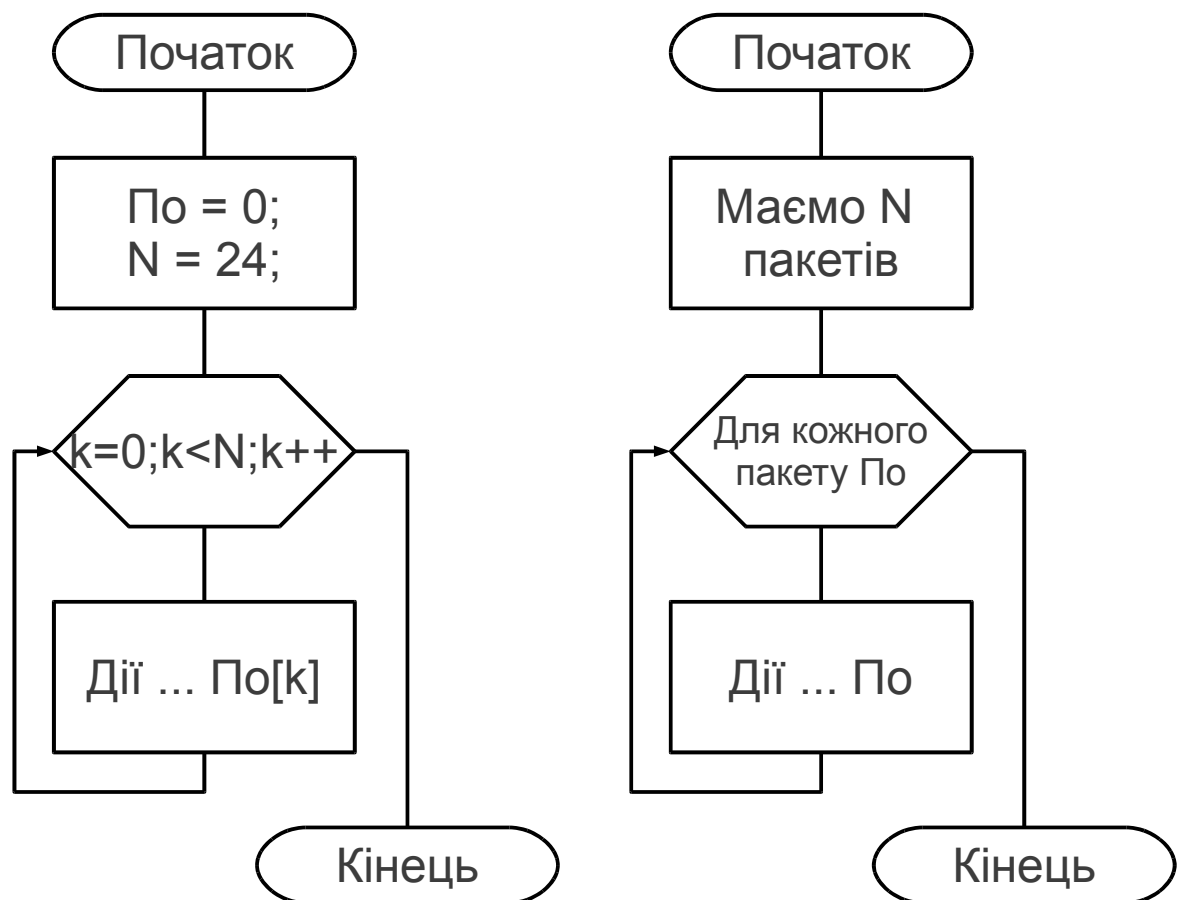 Початок
По = 0;
N = 24;
k=0;k<N;k++
Дії ... По[k]
Кінець
Початок
Маємо N
пакетів
Для кожного
пакету По
Дії ... По
Кінець